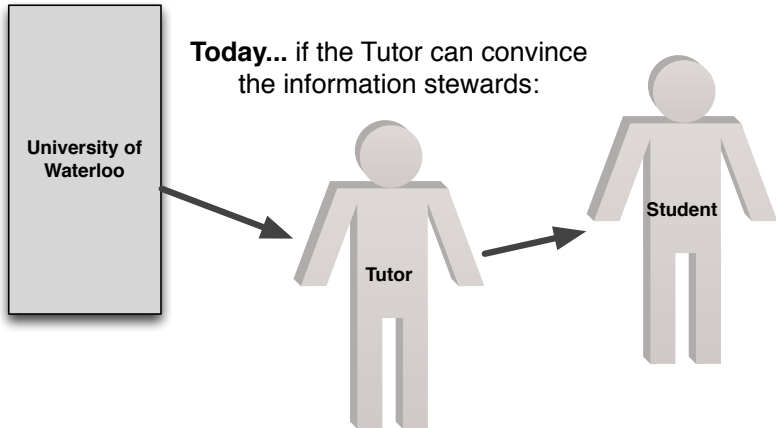 Today... if the Tutor can convince
the information stewards:
University of
Waterloo
Student
Tutor